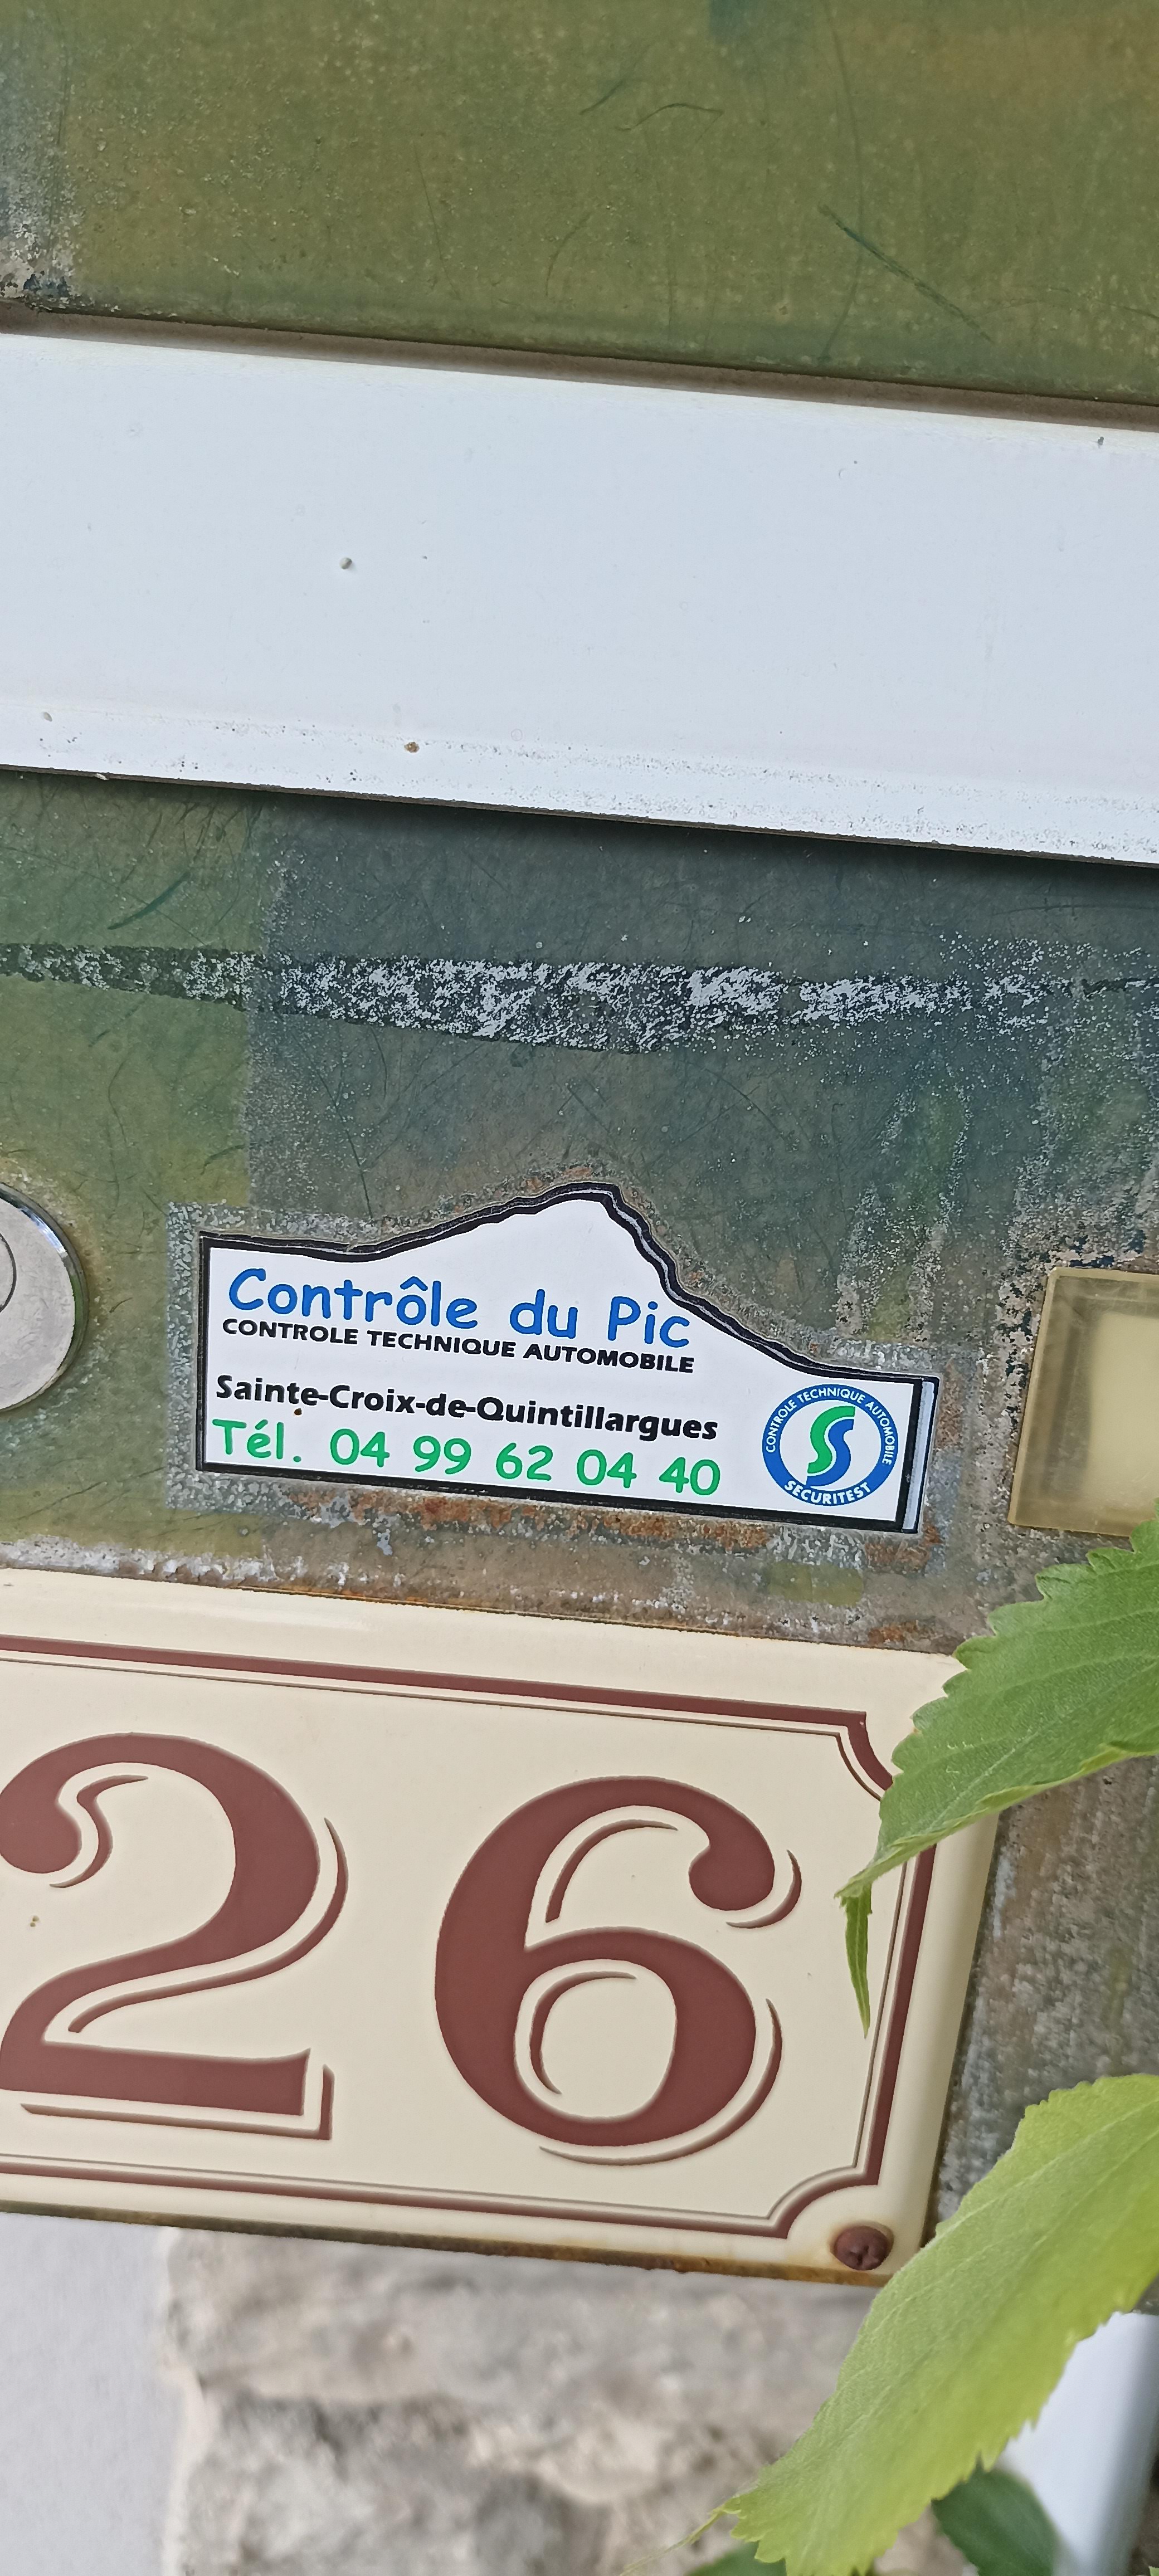 Contrôle du Pic
CONTROLE TECHNIQUE AUTOMOBILE
Sainte-Croix-de-Quintillargues
Tél. 04 99 62 04 40
CONTROLE TECHNIQUE AUTOMOBILE
SECURITEST
26